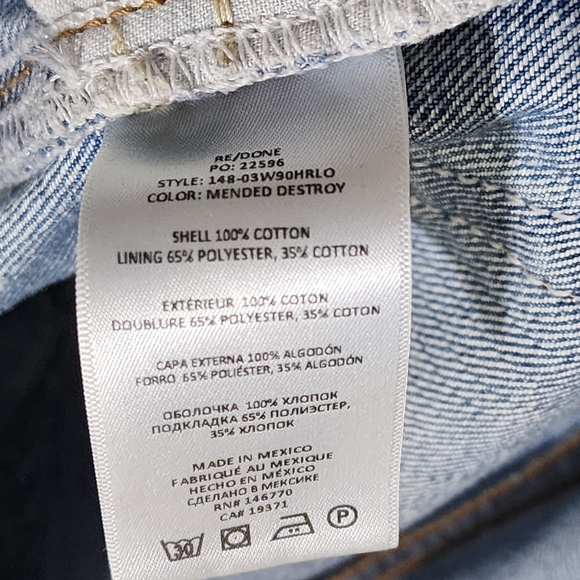 RE/DONE
PO: 22596
STYLE: 148-03W90HRLO
COLOR: MENDED DESTROY
SHELL 100% COTTON
LINING 65% POLYESTER, 35% COTTON
EXTÉRIEUR 100% COTON
DOUBLURE 65% POLYESTER, 35% COTON
CAPA EXTERNA 100% ALGODÓN
FORRO 65% POLIÉSTER, 35% ALGODÓN
ОБОЛОЧКА 100% ХЛОПОК
ПОДКЛАДКА 65% ПОЛИЭСТЕР,
35% ХЛОПОК
MADE IN MEXICO
FABRIQUÉ AU MEXIQUE
HECHO EN MEXICO
СДЕЛАНО В МЕКСИКЕ
RN# 146770
CA# 19371
30 P